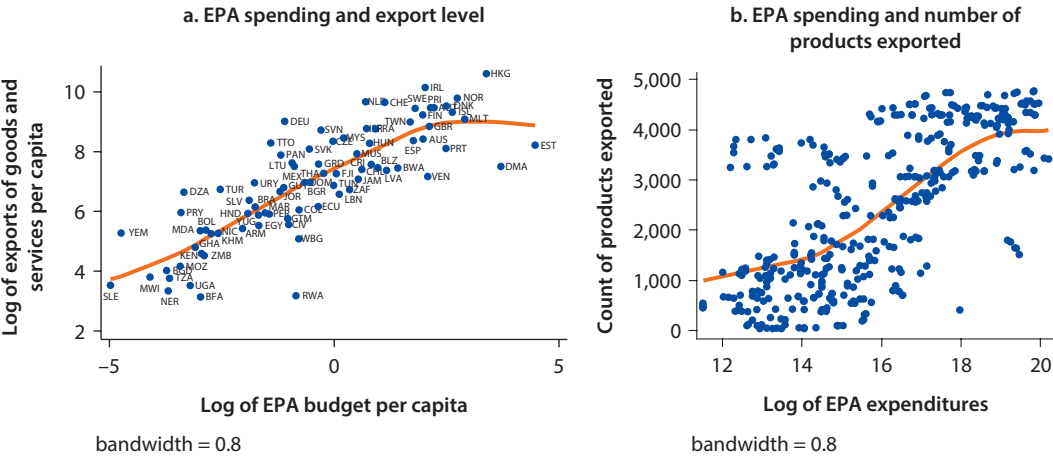 a. EPA spending and export level
Log of exports of goods and
services per capita
10
8
6
4
2
HKG
IRL
NOR
NLD
CHE
SWE
PRI
DNK
ISL
MLT
FIN
TWN
DEU
SVN
FRA
GBR
TTO
CZE
MYS
HUN
ESP
AUS
PRT
EST
SVK
MUS
PAN
LTU
GRD
CRI
BLZ
BWA
DMA
MEX
THA
FJI
CHL
LVA
VEN
JAM
DZA
TUR
URY
DOM
TUN
ZAF
SLV
BRA
JOR
BGR
LBN
PRY
HND
MAR
PER
COL
ECU
YEM
MDA
BOL
YUG
GTM
NIC
ARM
EGY
CIV
GHA
KHM
WBG
KEN
ZMB
BGD
MOZ
TZA
SLE
MWI
UGA
NER
BFA
RWA
−5
0
5
Log of EPA budget per capita
bandwidth = 0.8
b. EPA spending and number of
products exported
Count of products exported
5,000
4,000
3,000
2,000
1,000
0
12
14
16
18
20
Log of EPA expenditures
bandwidth = 0.8